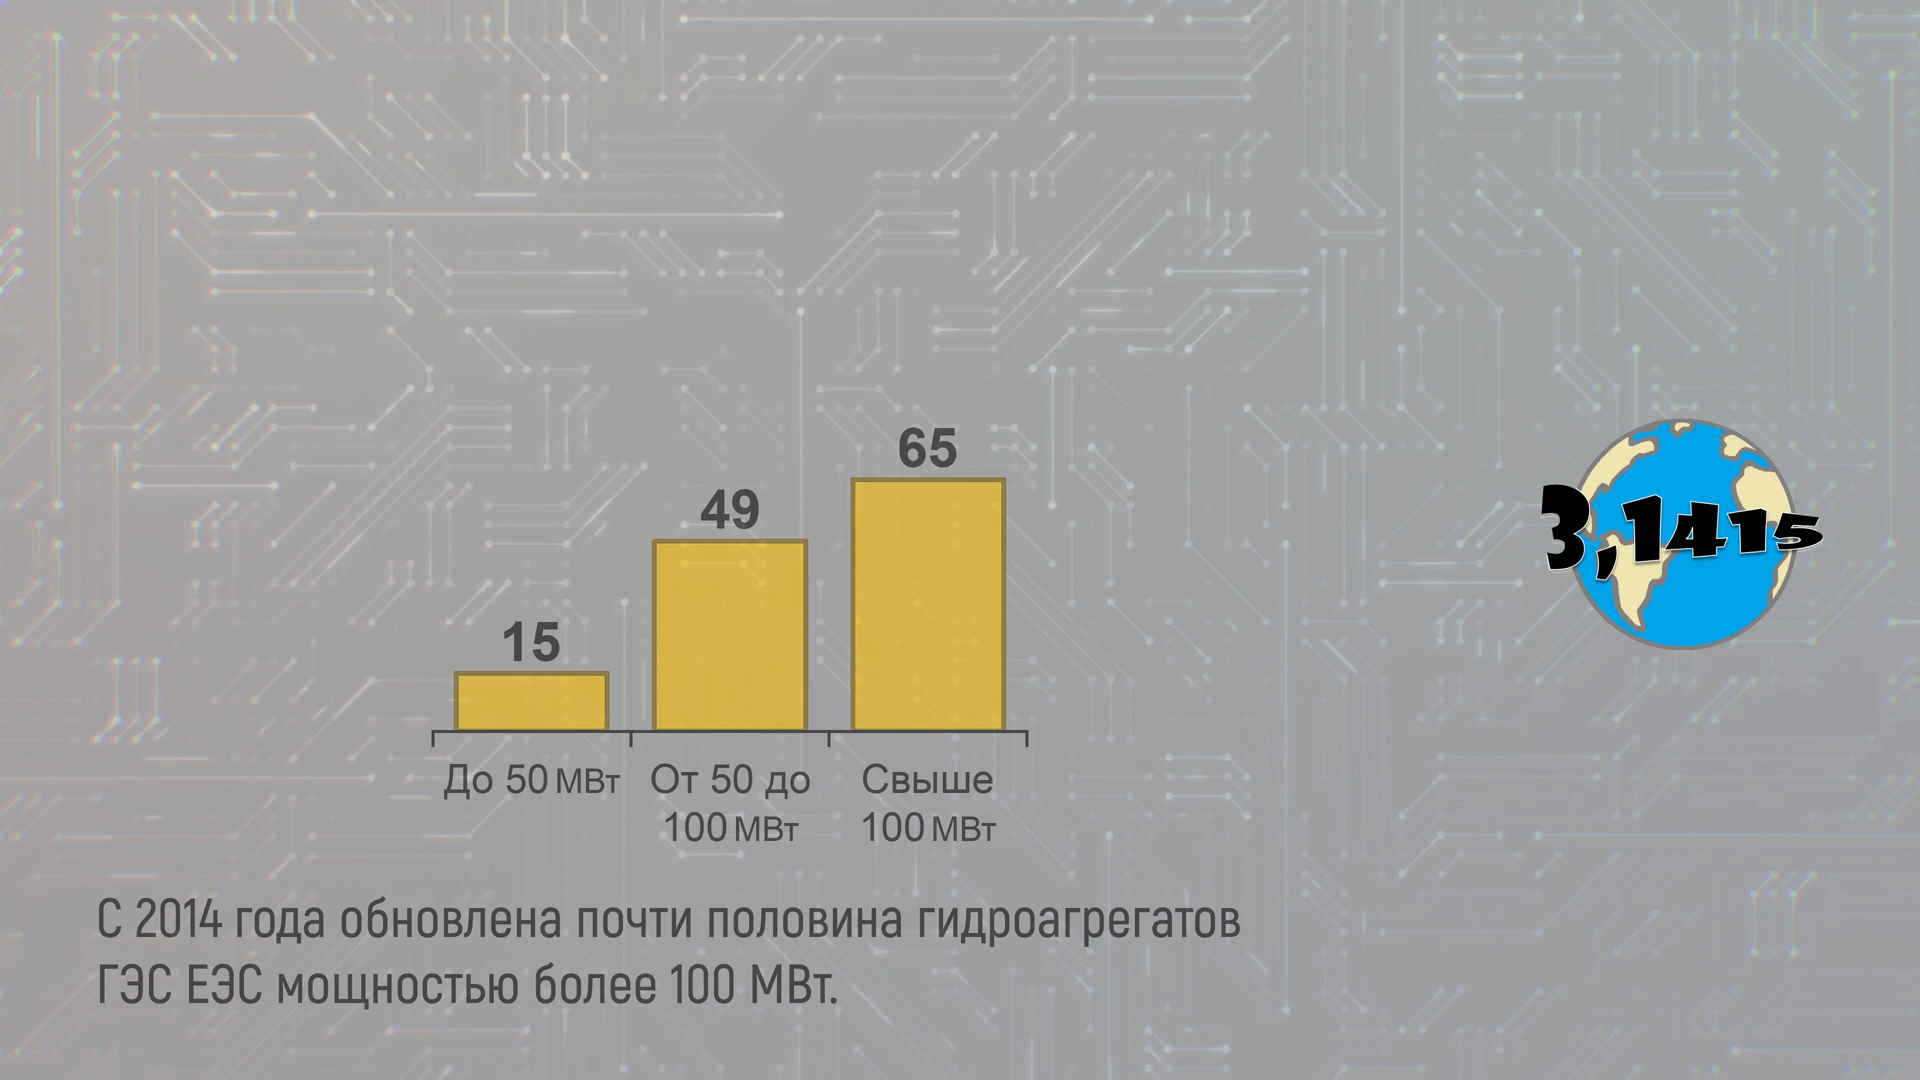 65
49
15
3,1415
До 50 МВт
От 50 до
100 МВт
Свыше
100 МВт
С 2014 года обновлена почти половина гидроагрегатов
ГЭС ЕЭС мощностью более 100 МВт.